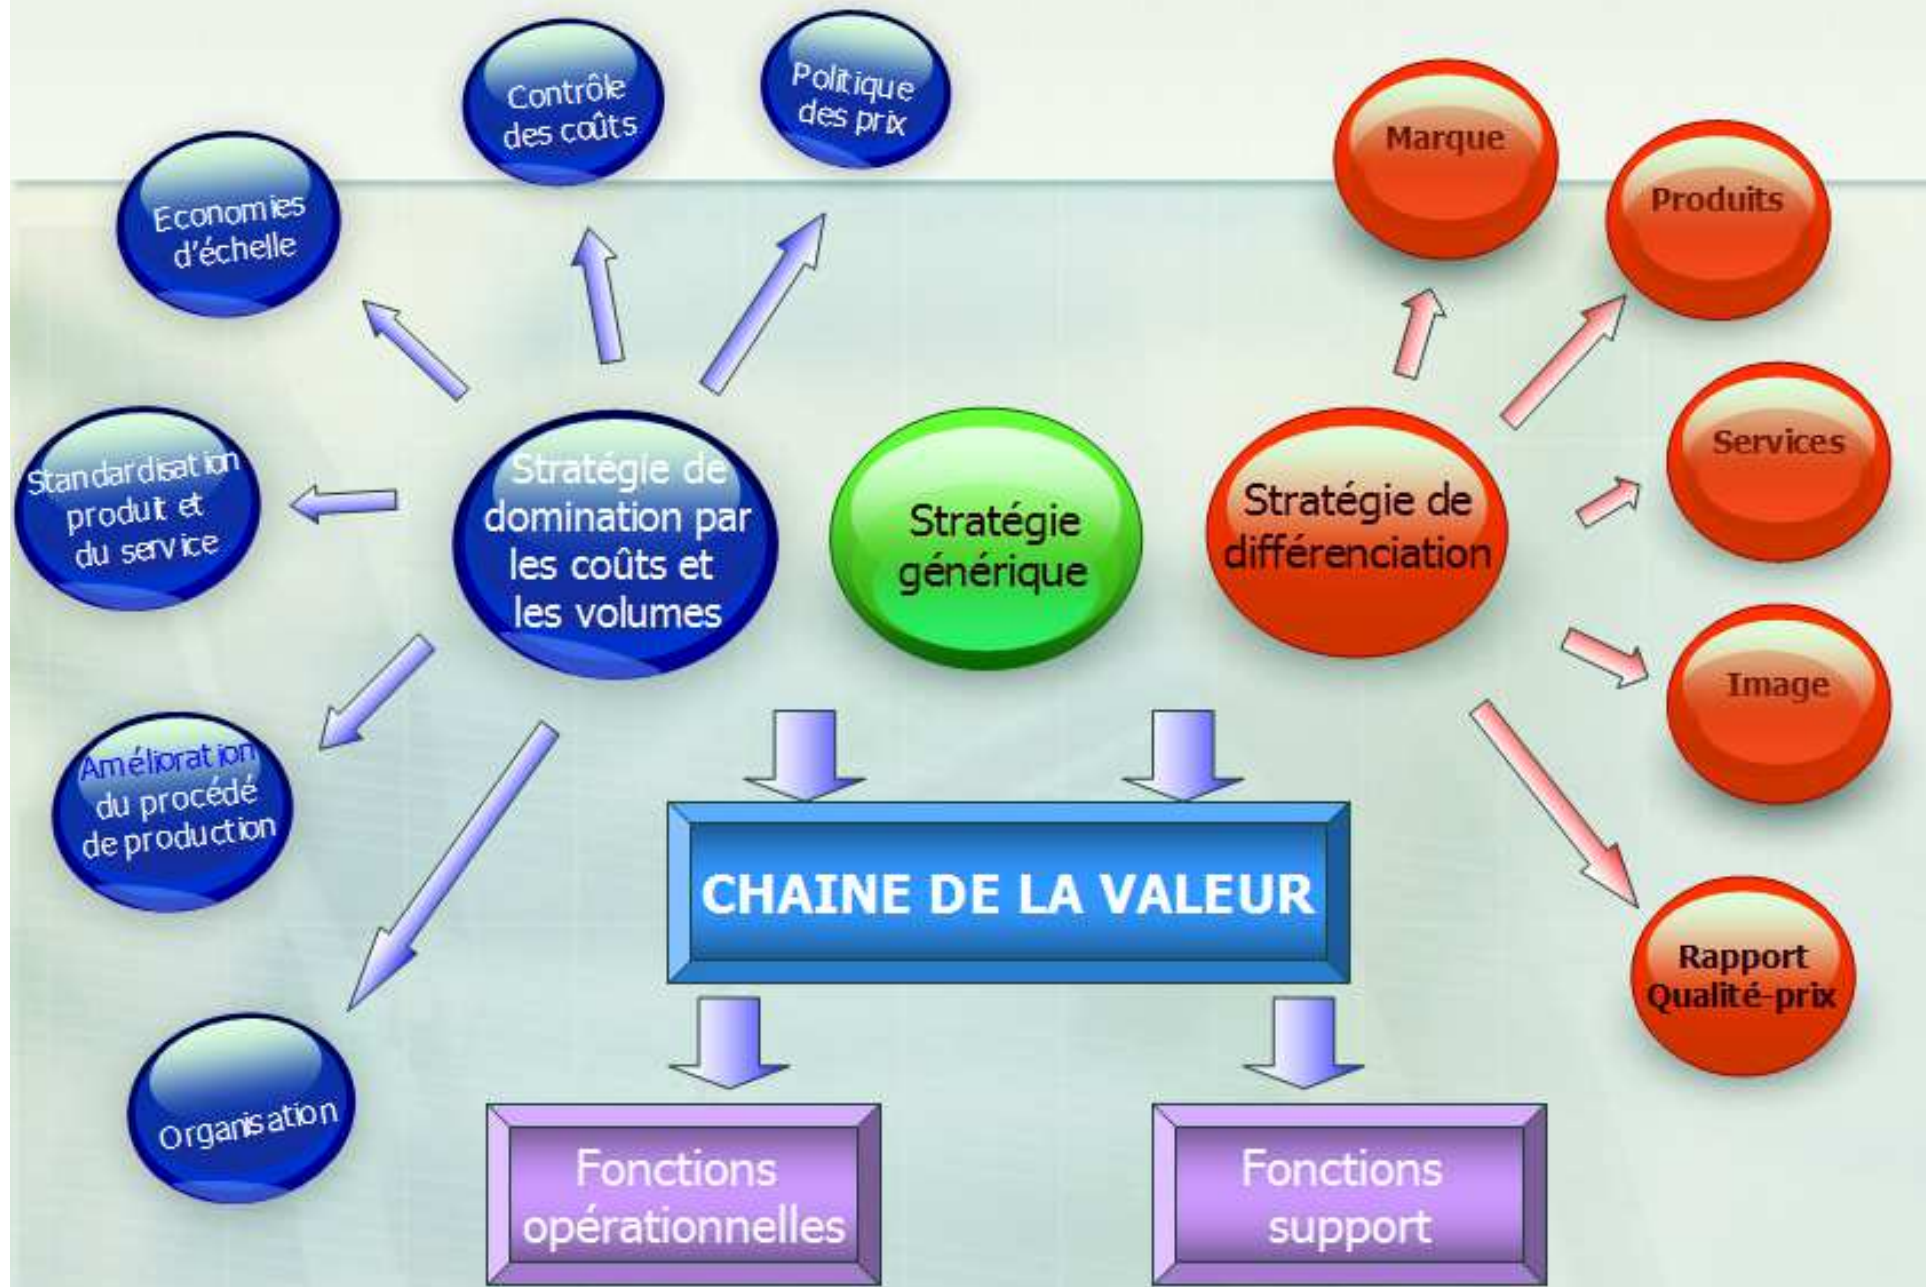 Contrôle
des coûts
Politique
des prix
Marque
Produits
Economies
d'échelle
Standardisation
produit et
du service
Stratégie de
domination par
les coûts et
les volumes
Stratégie
générique
Stratégie de
différenciation
Services
Image
Amélioration
du procédé
de production
CHAINE DE LA VALEUR
Rapport
Qualité-prix
Organisation
Fonctions
opérationnelles
Fonctions
support